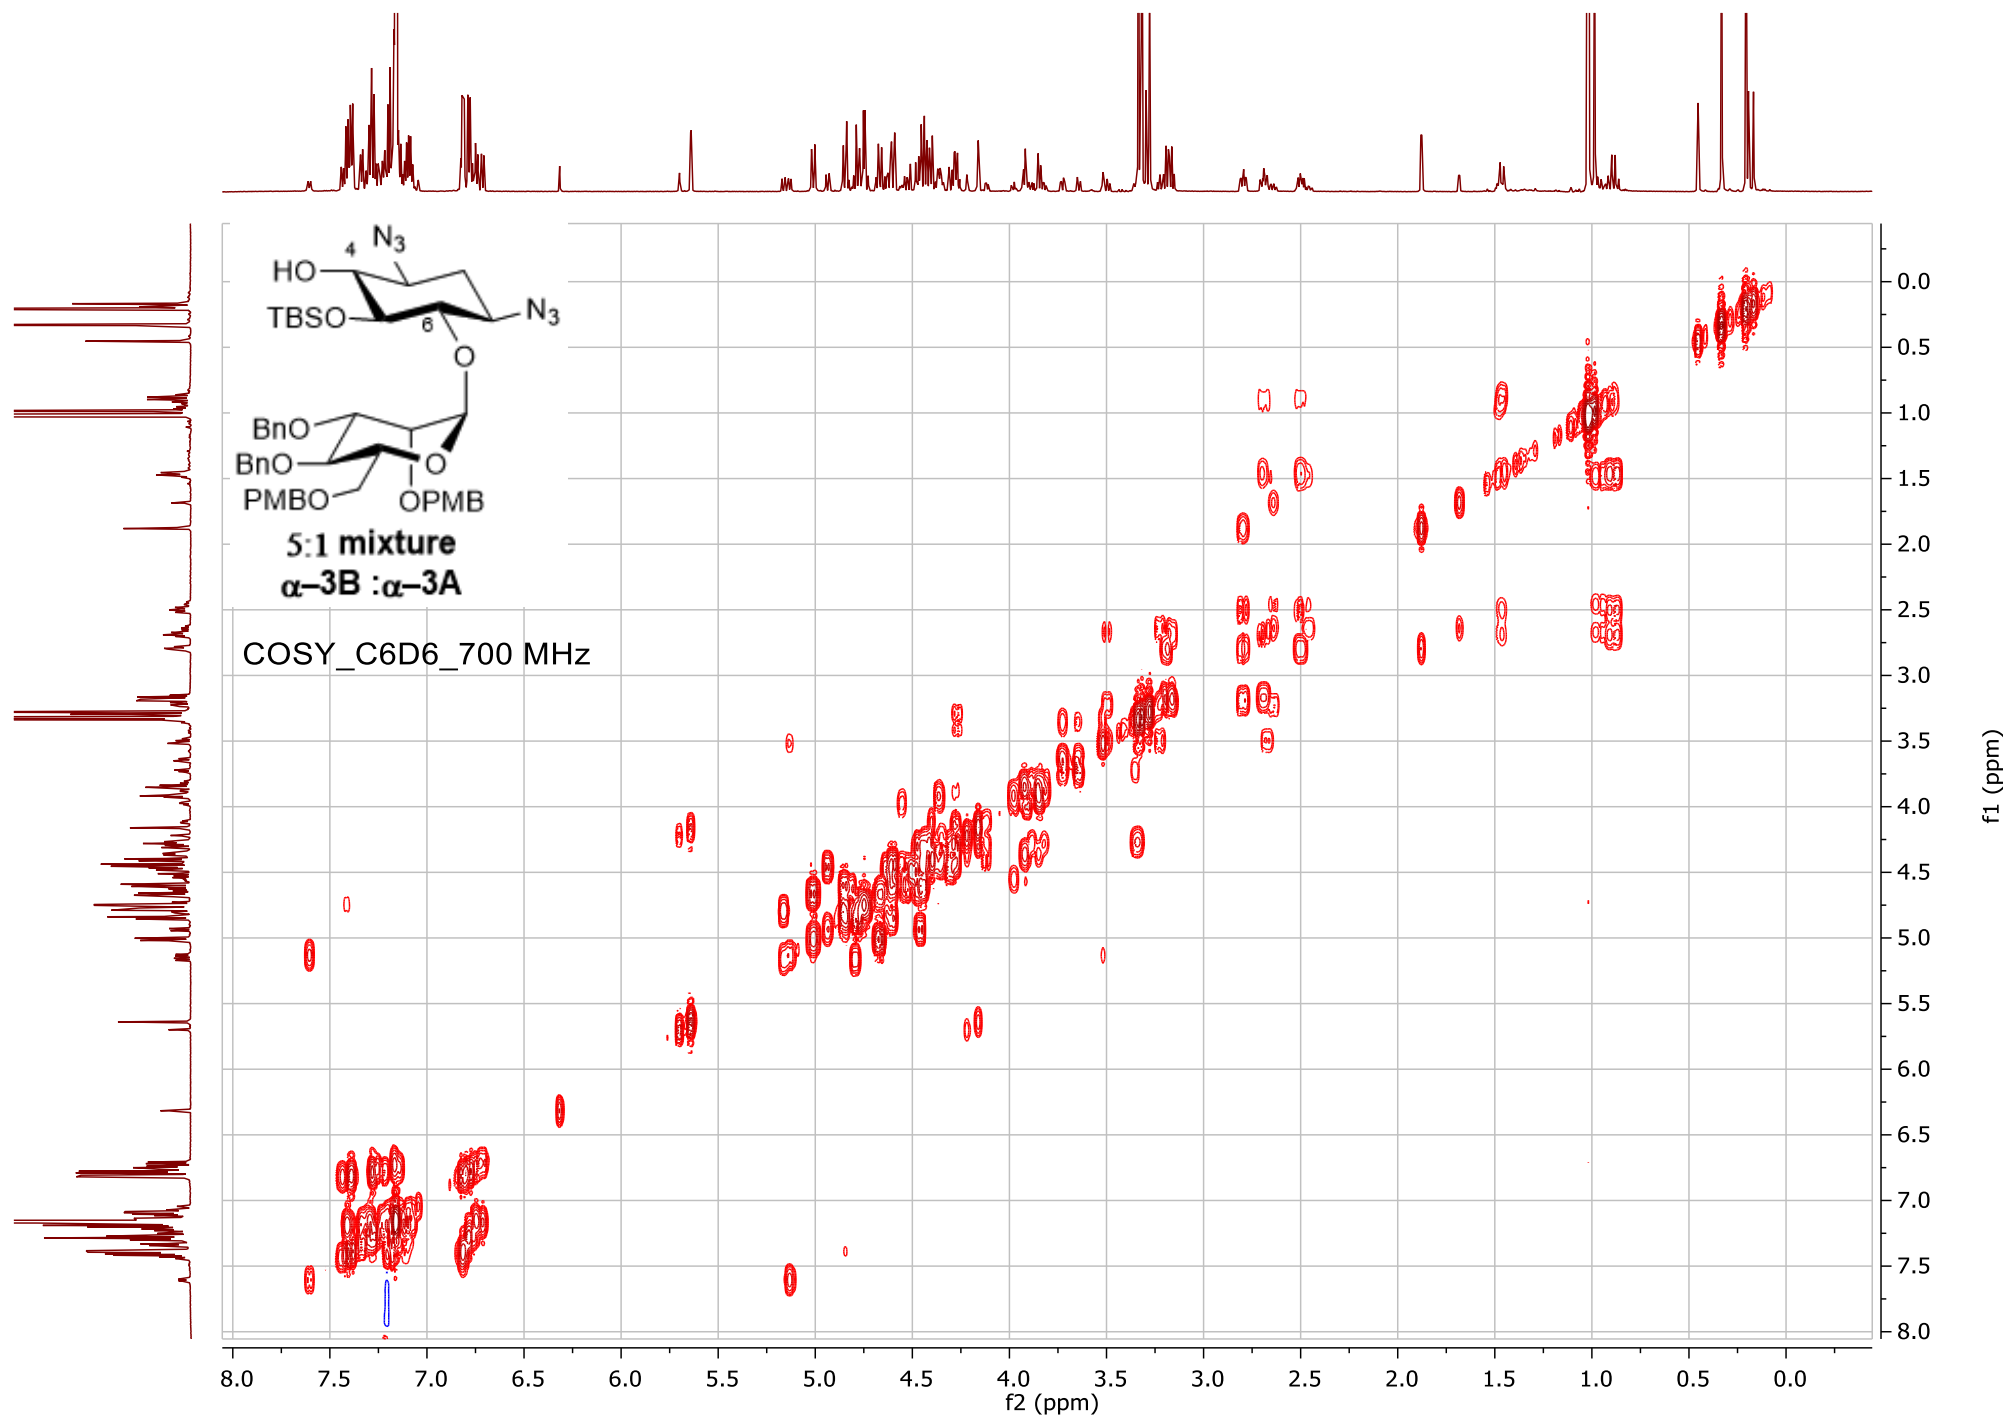 4
N3
HO
N3
TBSO
6
O
BnO
BnO
O
PMBO
OPMB
5:1 mixture
α–3B :α–3A
COSY_C6D6_700 MHz
0.0
0.5
1.0
1.5
2.0
2.5
3.0
3.5
4.0
4.5
5.0
5.5
6.0
6.5
7.0
7.5
8.0
f1 (ppm)
8.0 7.5 7.0 6.5 6.0 5.5 5.0 4.5 4.0 3.5 3.0 2.5 2.0 1.5 1.0 0.5 0.0
f2 (ppm)